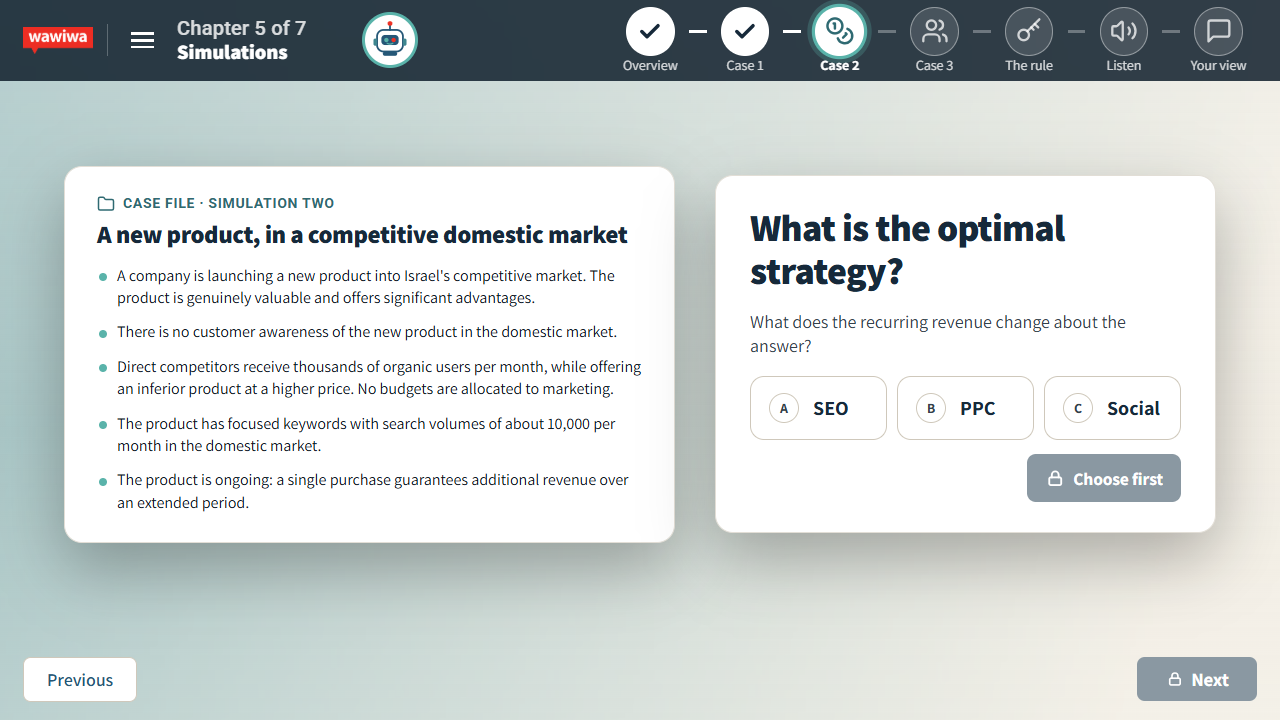 wawiwa
Chapter 5 of 7
Simulations
Overview
Case 1
Case 2
Case 3
The rule
Listen
Your view
CASE FILE · SIMULATION TWO
A new product, in a competitive domestic market
A company is launching a new product into Israel's competitive market. The
product is genuinely valuable and offers significant advantages.
There is no customer awareness of the new product in the domestic market.
Direct competitors receive thousands of organic users per month, while offering
an inferior product at a higher price. No budgets are allocated to marketing.
The product has focused keywords with search volumes of about 10,000 per
month in the domestic market.
The product is ongoing: a single purchase guarantees additional revenue over
an extended period.
What is the optimal
strategy?
What does the recurring revenue change about the
answer?
A SEO
B PPC
C Social
Choose first
Previous
Next